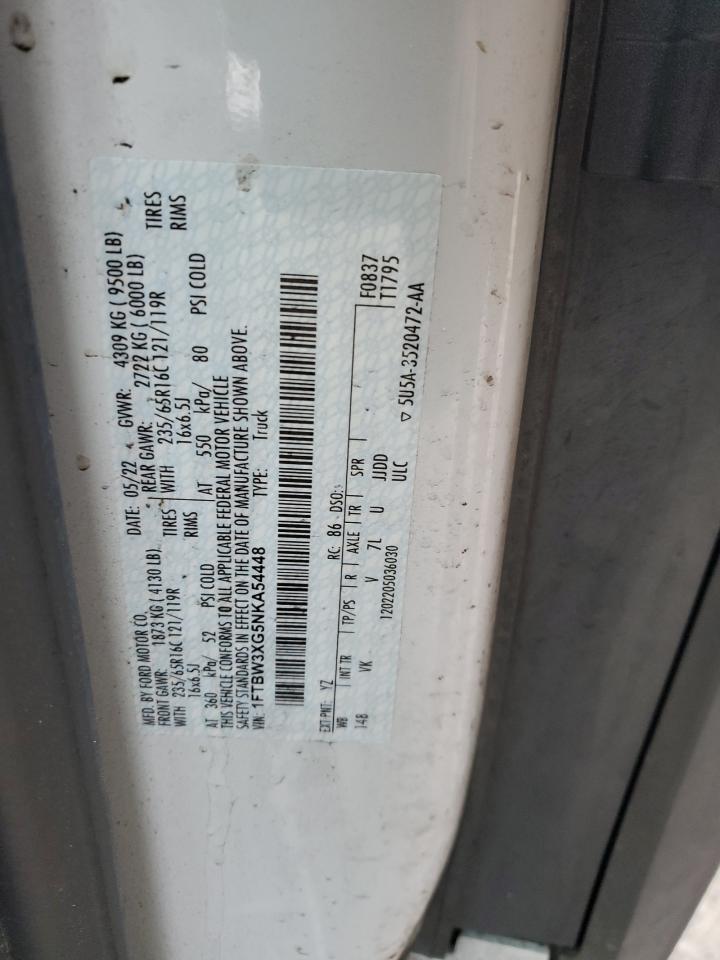 MFD. BY FORD MOTOR CO. DATE: 05/22 GVWR: 4309 KG ( 9500 LB)
FRONT GAWR: 1873 KG ( 4130 LB) REAR GAWR: 2722 KG ( 6000 LB)
WITH 235/65R16C 121/119R TIRES WITH 235/65R16C 121/119R TIRES
16x6.5J RIMS 16x6.5J RIMS
AT 360 kPa/ 52 PSI COLD AT 550 kPa/ 80 PSI COLD
THIS VEHICLE CONFORMS TO ALL APPLICABLE FEDERAL MOTOR VEHICLE
SAFETY STANDARDS IN EFFECT ON THE DATE OF MANUFACTURE SHOWN ABOVE.
VIN: 1FTBW3XG5NKA54448 TYPE: Truck
EXT PNT: YZ RC: 86 DSO: F0837
WB INT TR TP/PS R AXLE TR SPR T1795
148 VK V 7L U JJDD
1202205036030 ULC
▽ 5U5A-3520472-AA